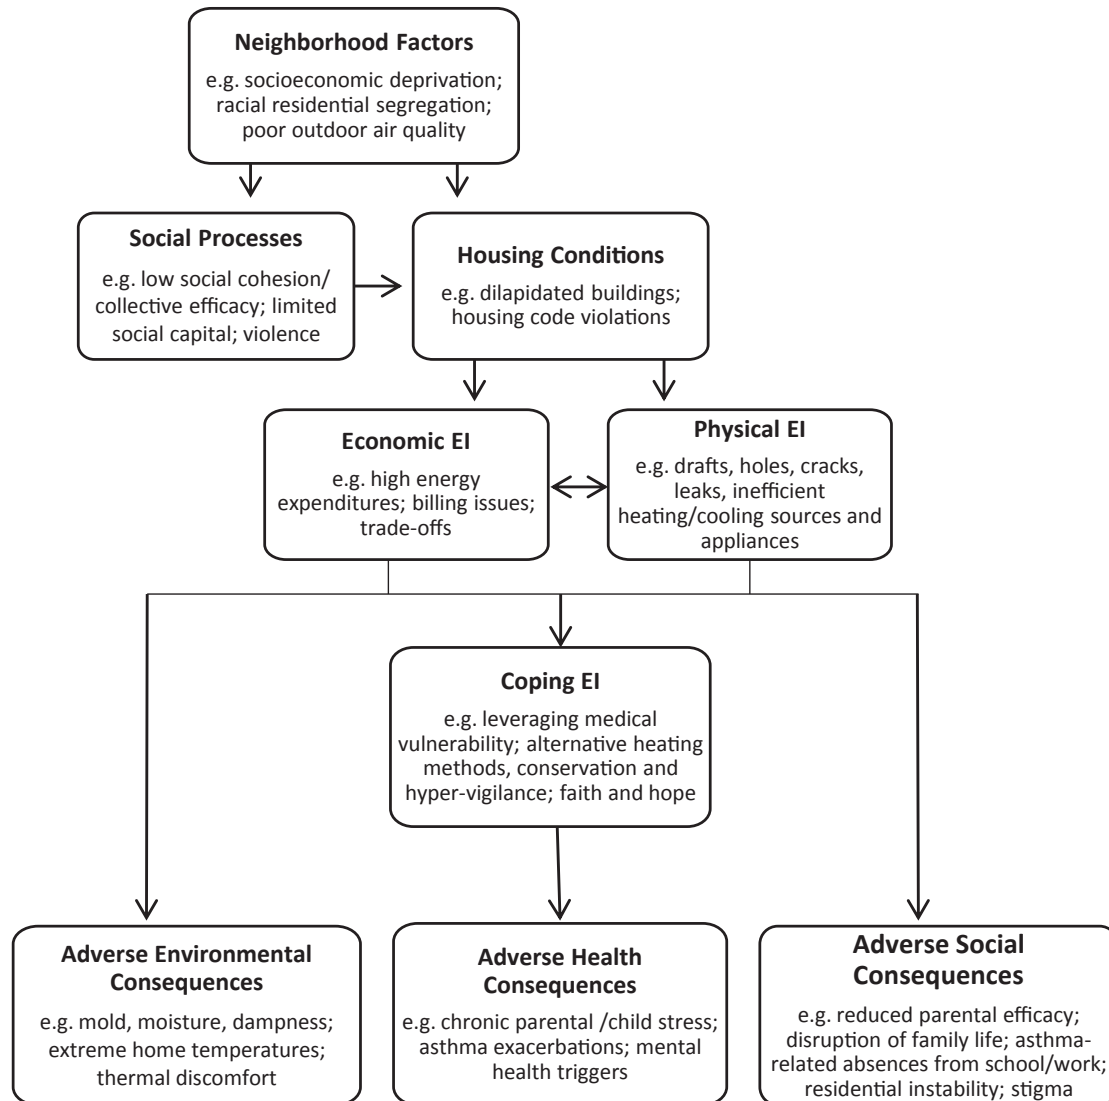 Neighborhood Factors
e.g. socioeconomic deprivation;
racial residential segregation;
poor outdoor air quality
Social Processes
e.g. low social cohesion/
collective efficacy; limited
social capital; violence
Housing Conditions
e.g. dilapidated buildings;
housing code violations
Economic EI
e.g. high energy
expenditures; billing issues;
trade-offs
Physical EI
e.g. drafts, holes, cracks,
leaks, inefficient
heating/cooling sources and
appliances
Coping EI
e.g. leveraging medical
vulnerability; alternative heating
methods, conservation and
hyper-vigilance; faith and hope
Adverse Environmental
Consequences
e.g. mold, moisture, dampness;
extreme home temperatures;
thermal discomfort
Adverse Health
Consequences
e.g. chronic parental /child stress;
asthma exacerbations; mental
health triggers
Adverse Social
Consequences
e.g. reduced parental efficacy;
disruption of family life; asthma-
related absences from school/work;
residential instability; stigma